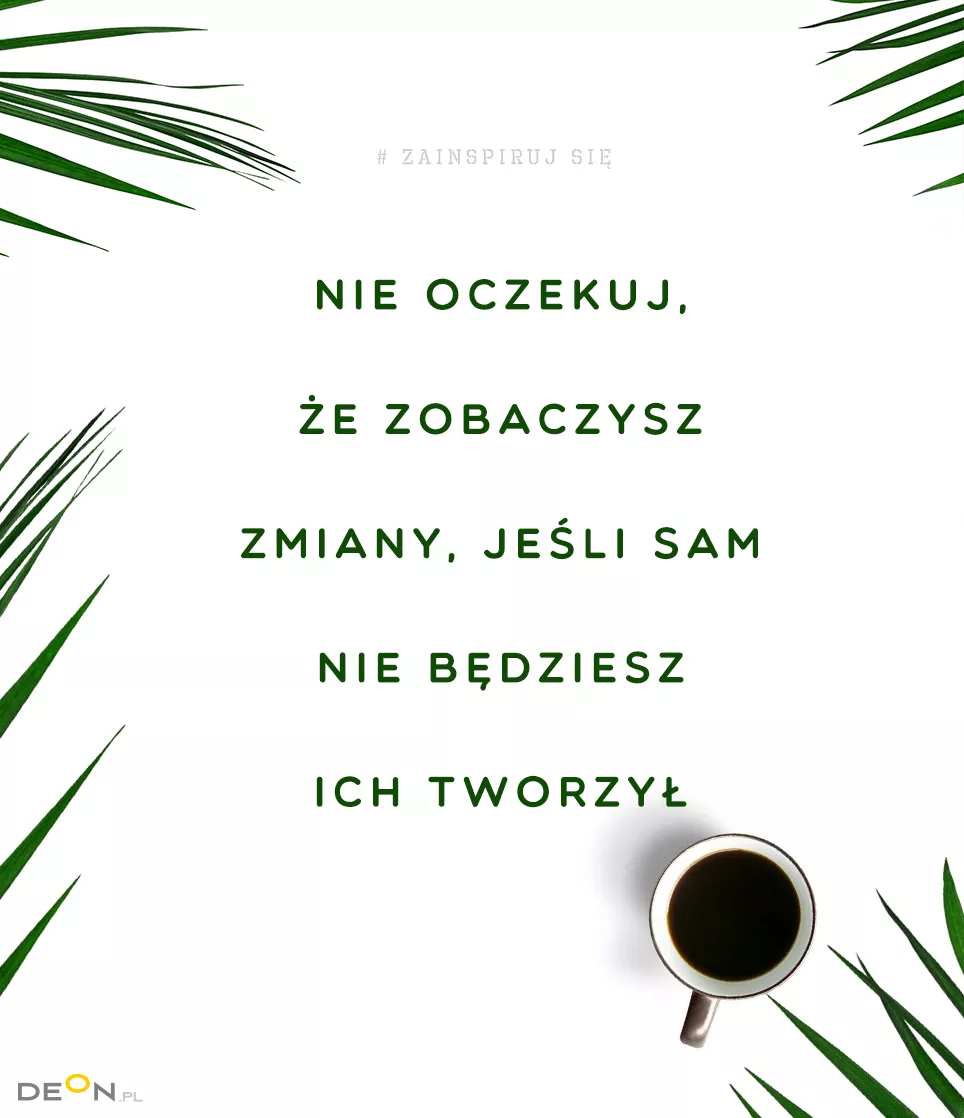 # ZAINSPIRUJ SIĘ
NIE OCZEKUJ,
ŻE ZOBACZYSZ
ZMIANY, JEŚLI SAM
NIE BĘDZIESZ
ICH TWORZYŁ
DEON.PL